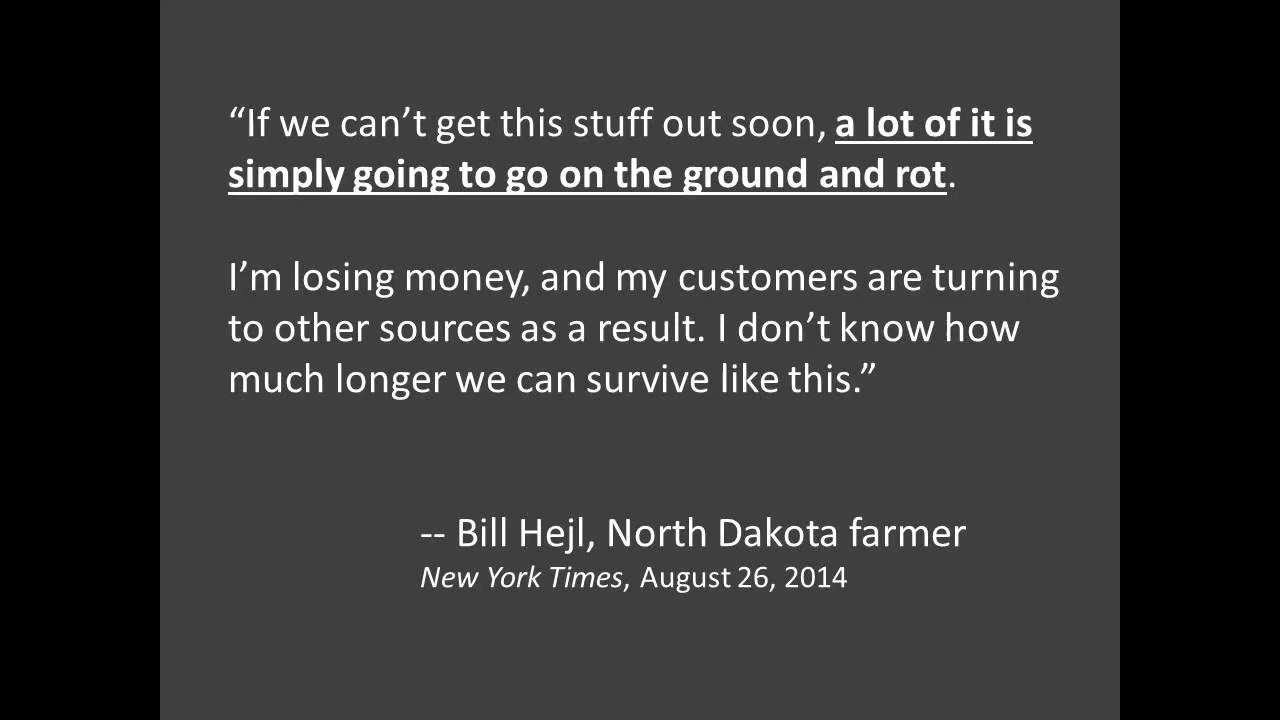 “If we can’t get this stuff out soon, a lot of it is
simply going to go on the ground and rot.
I’m losing money, and my customers are turning
to other sources as a result. I don’t know how
much longer we can survive like this.”
-- Bill Hejl, North Dakota farmer
New York Times, August 26, 2014